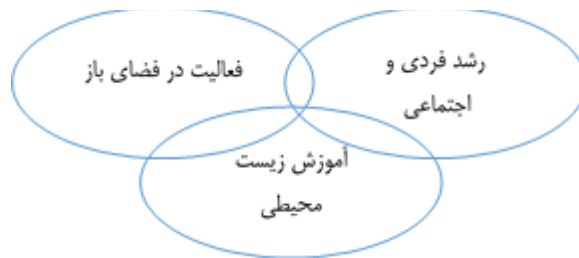 رشد فردی و
اجتماعی
فعالیت در فضای باز
آموزش زیست
محیطی